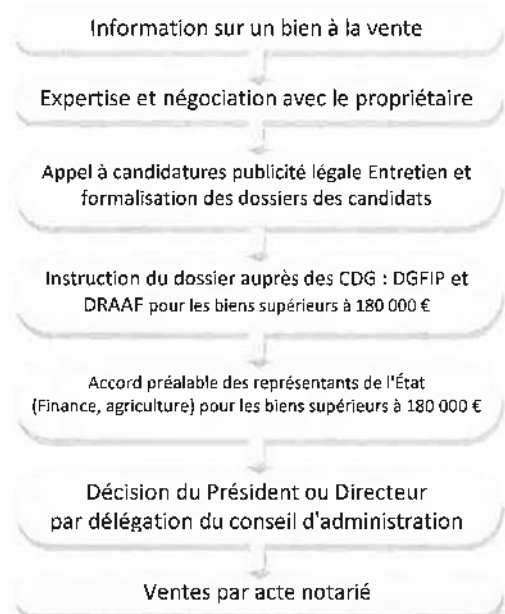 Information sur un bien à la vente
Expertise et négociation avec le propriétaire
Appel à candidatures publicité légale Entretien et
formalisation des dossiers des candidats
Instruction du dossier auprès des CDG : DGFIP et
DRAAF pour les biens supérieurs à 180 000 €
Accord préalable des représentants de l'État
(Finance, agriculture) pour les biens supérieurs à 180 000 €
Décision du Président ou Directeur
par délégation du conseil d'administration
Ventes par acte notarié